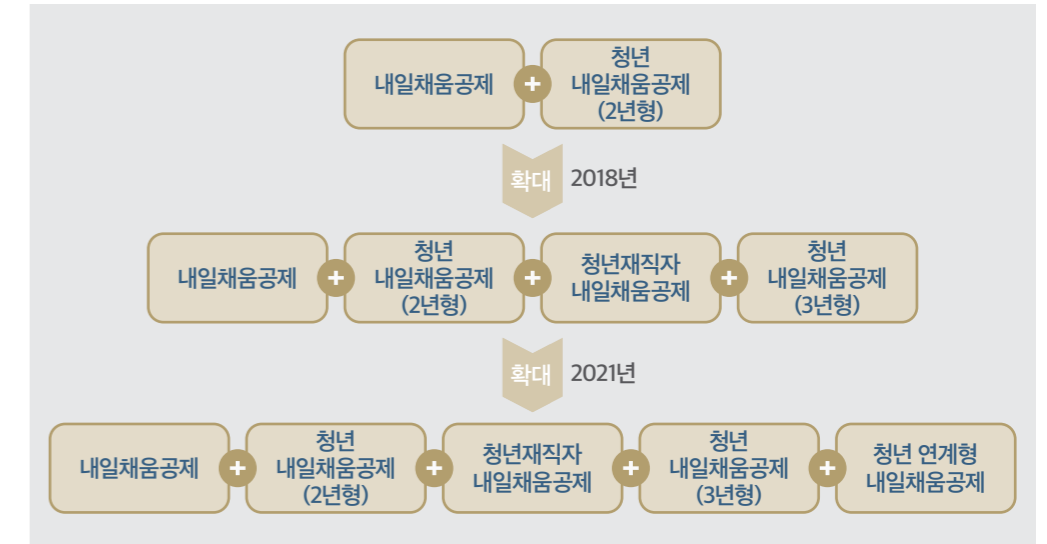 내일채움공제
+
청년
내일채움공제
(2년형)
확대 2018년
내일채움공제
+
청년
내일채움공제
(2년형)
+
청년재직자
내일채움공제
+
청년
내일채움공제
(3년형)
확대 2021년
내일채움공제
+
청년
내일채움공제
(2년형)
+
청년재직자
내일채움공제
+
청년
내일채움공제
(3년형)
+
청년 연계형
내일채움공제